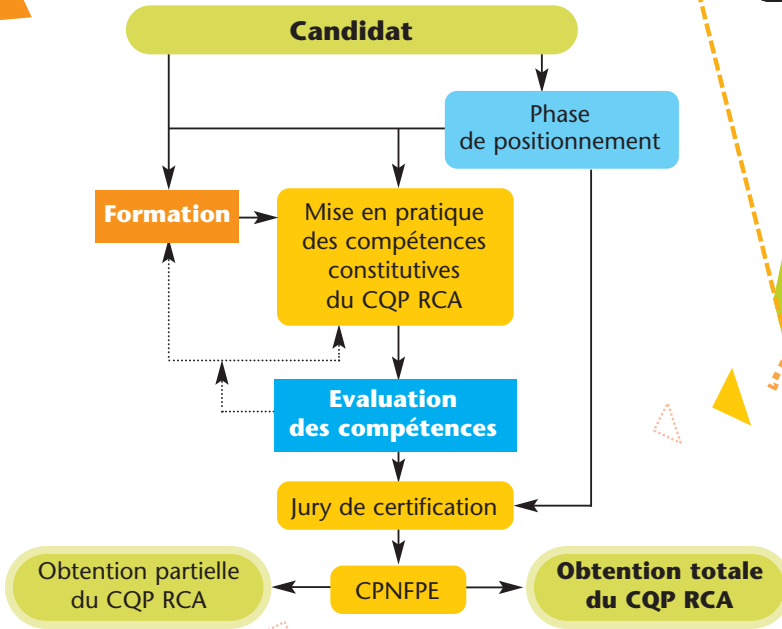 Candidat
Phase
de positionnement
Formation
Mise en pratique
des compétences
constitutives
du CQP RCA
Evaluation
des compétences
Jury de certification
CPNFPE
Obtention partielle
du CQP RCA
Obtention totale
du CQP RCA